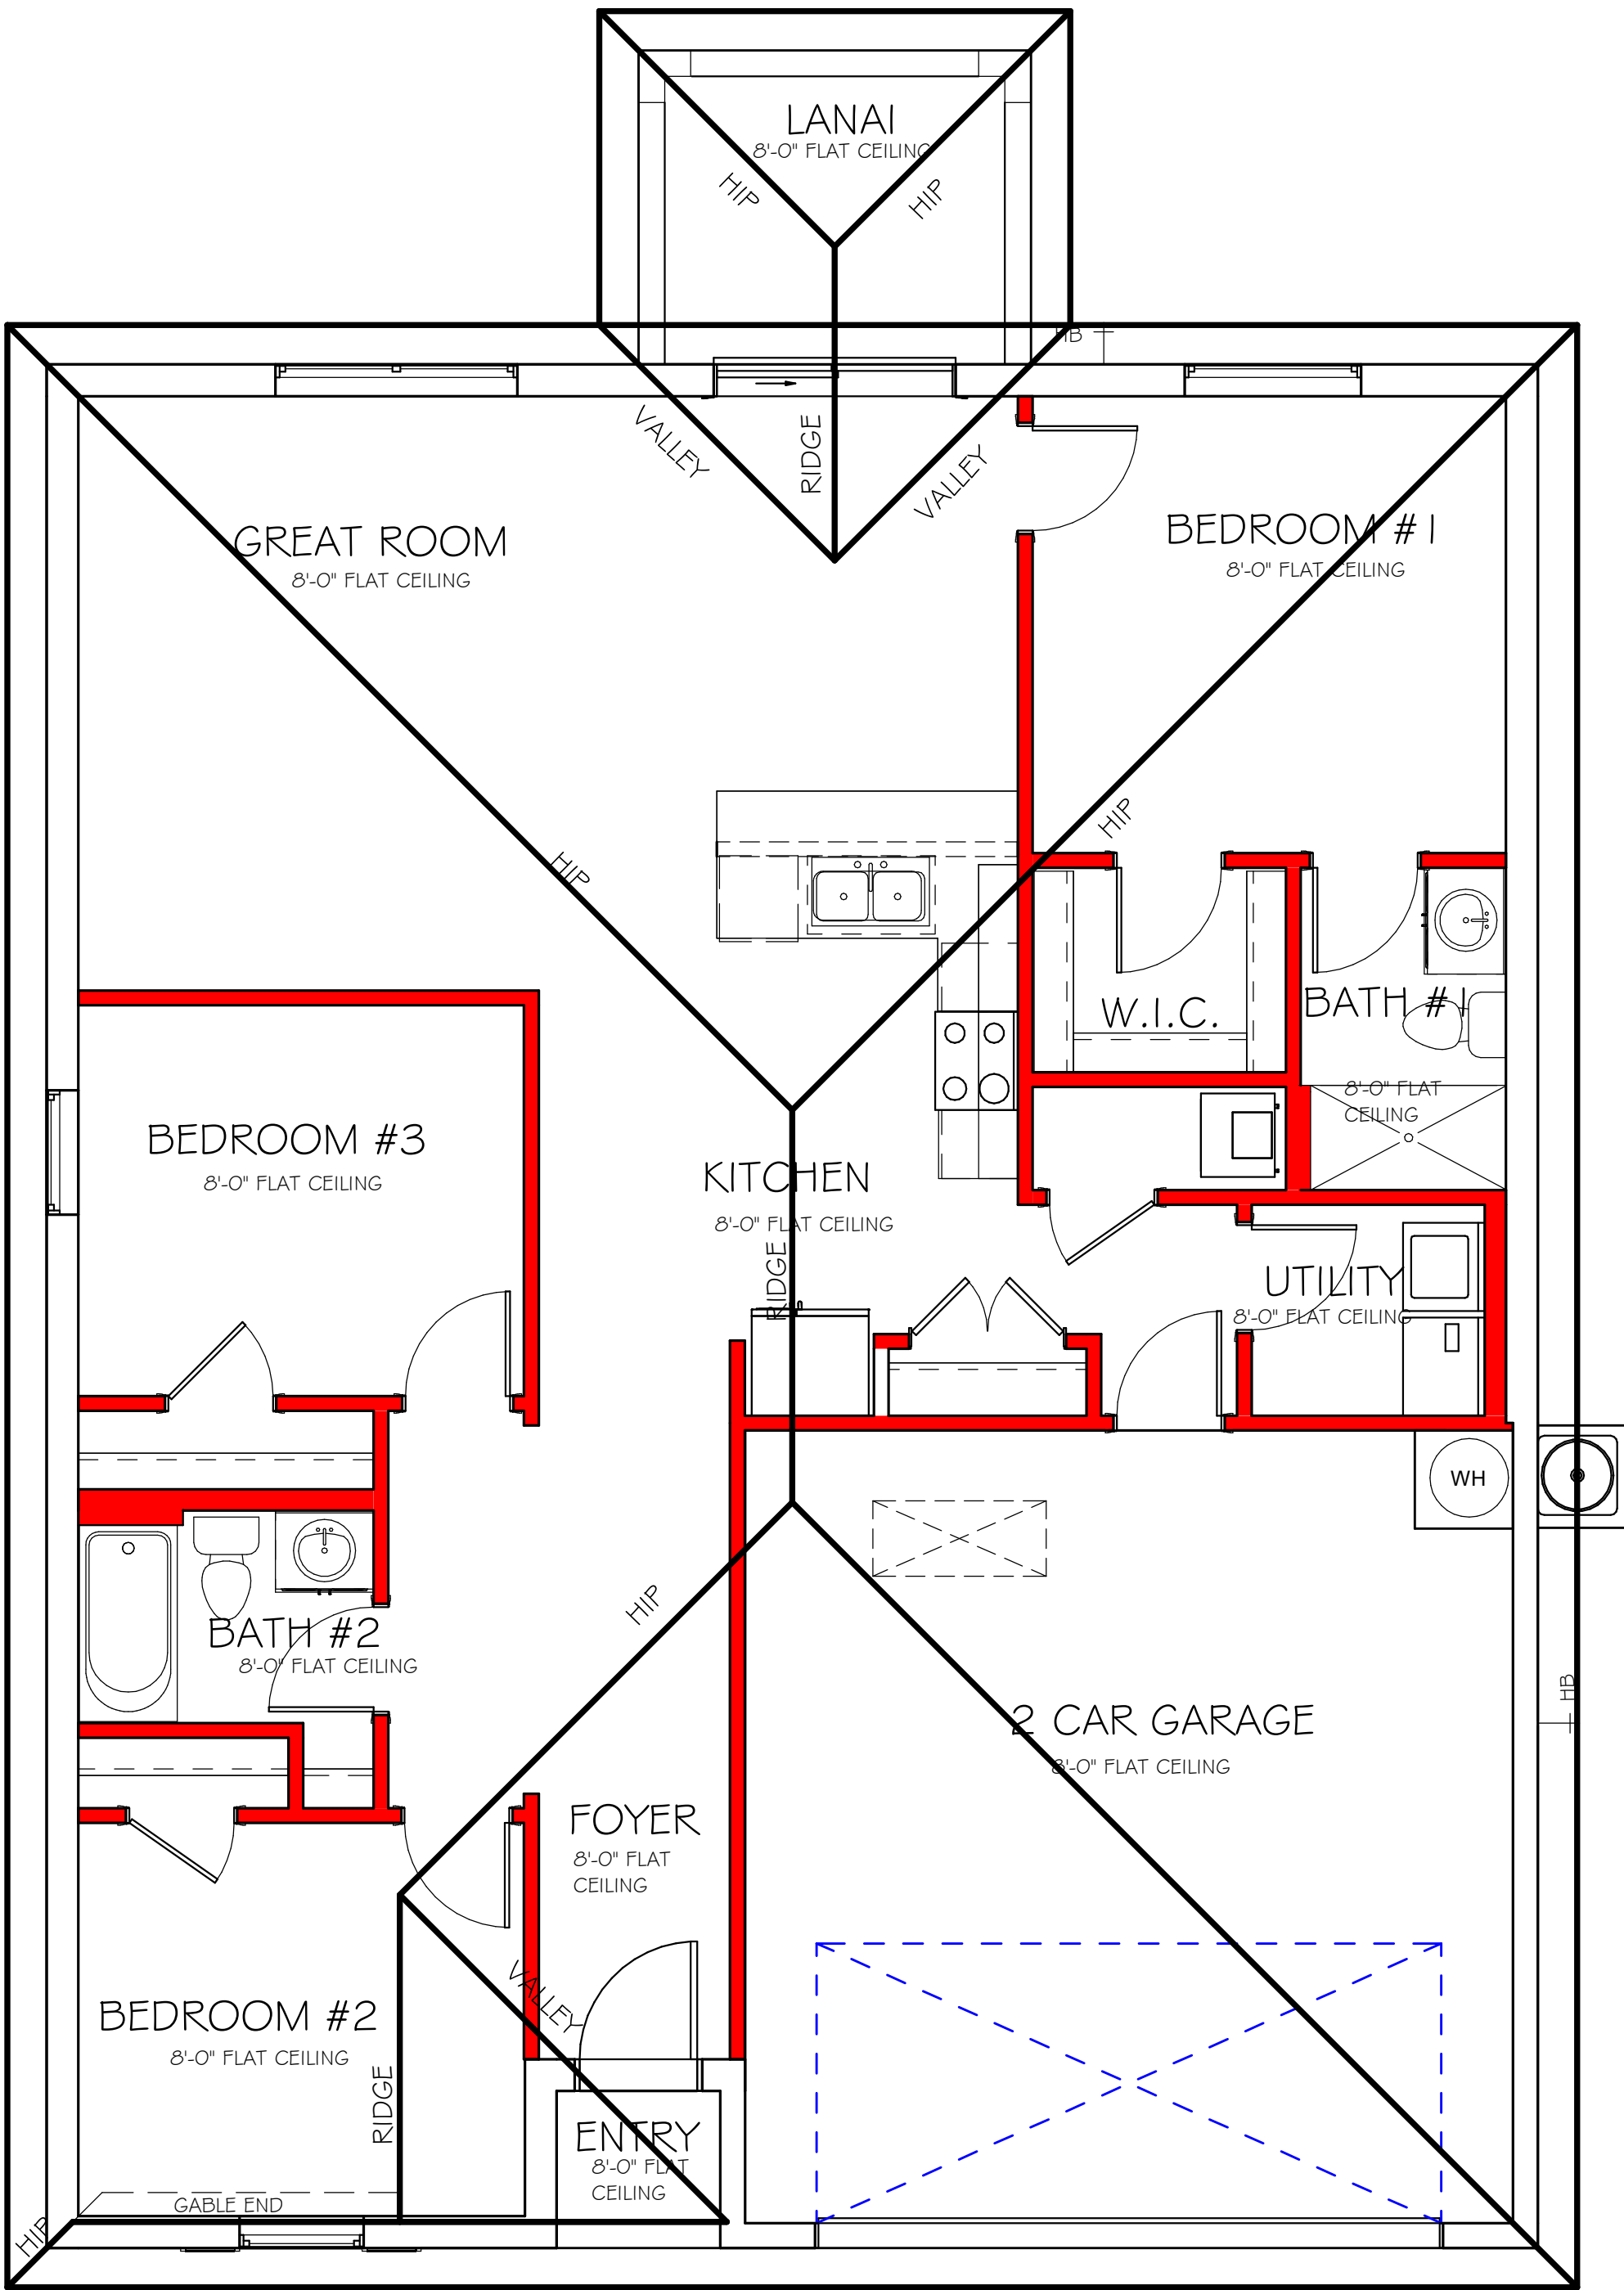 LANAI
8'-0" FLAT CEILING
HIP
HIP
HB
VALLEY
RIDGE
VALLEY
GREAT ROOM
8'-0" FLAT CEILING
BEDROOM #1
8'-0" FLAT CEILING
HIP
HIP
W.I.C.
BATH #1
8'-0" FLAT
CEILING
BEDROOM #3
8'-0" FLAT CEILING
KITCHEN
8'-0" FLAT CEILING
RIDGE
UTILITY
8'-0" FLAT CEILING
WH
HIP
BATH #2
8'-0" FLAT CEILING
HB
2 CAR GARAGE
8'-0" FLAT CEILING
FOYER
8'-0" FLAT
CEILING
VALLEY
BEDROOM #2
8'-0" FLAT CEILING
RIDGE
ENTRY
8'-0" FLAT
CEILING
GABLE END
HIP